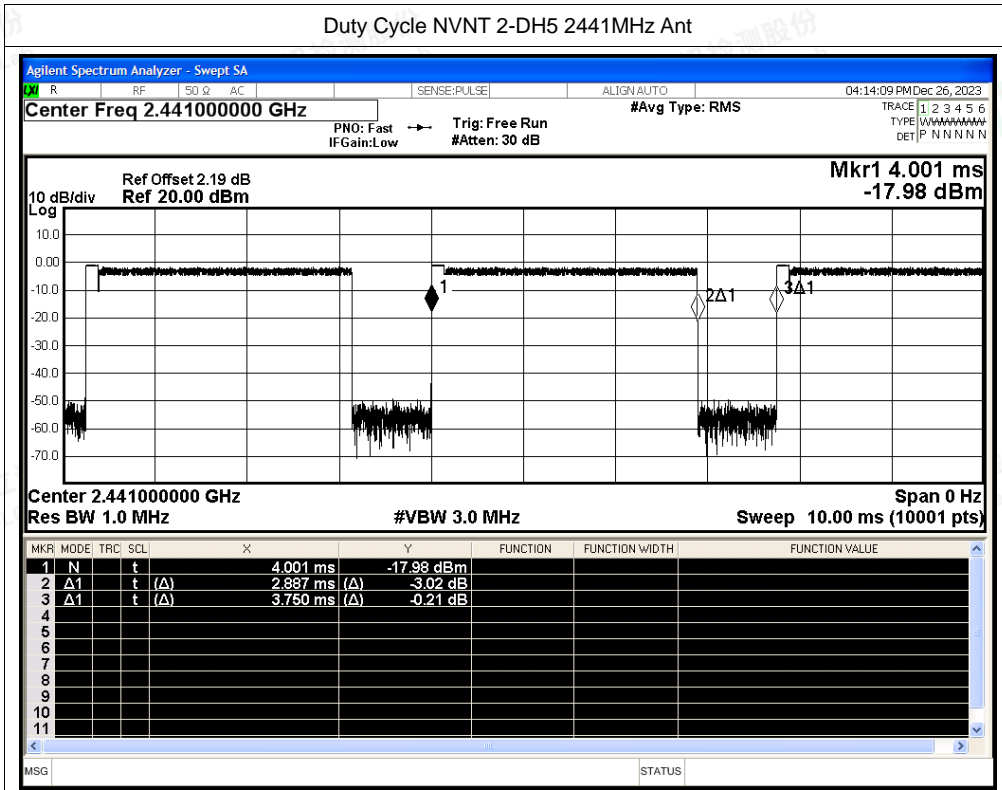 Duty Cycle NVNT 2-DH5 2441MHz Ant
Agilent Spectrum Analyzer - Swept SA
LXI R RF 50 Ω AC SENSE:PULSE ALIGN AUTO 04:14:09 PM Dec 26, 2023
Center Freq 2.441000000 GHz #Avg Type: RMS TRACE 1 2 3 4 5 6
PNO: Fast Trig: Free Run TYPE W
IFGain:Low #Atten: 30 dB DET P N N N N N
Mkr1 4.001 ms
Ref Offset 2.19 dB
10 dB/div Ref 20.00 dBm -17.98 dBm
Log
10.0
0.00
-10.0 1 2Δ1 3Δ1
-20.0
-30.0
-40.0
-50.0
-60.0
-70.0
Center 2.441000000 GHz Span 0 Hz
Res BW 1.0 MHz #VBW 3.0 MHz Sweep 10.00 ms (10001 pts)
MKR MODE TRC SCL X Y FUNCTION FUNCTION WIDTH FUNCTION VALUE
1 N t 4.001 ms -17.98 dBm
2 Δ1 t (Δ) 2.887 ms (Δ) -3.02 dB
3 Δ1 t (Δ) 3.750 ms (Δ) -0.21 dB
4
5
6
7
8
9
10
11
MSG STATUS